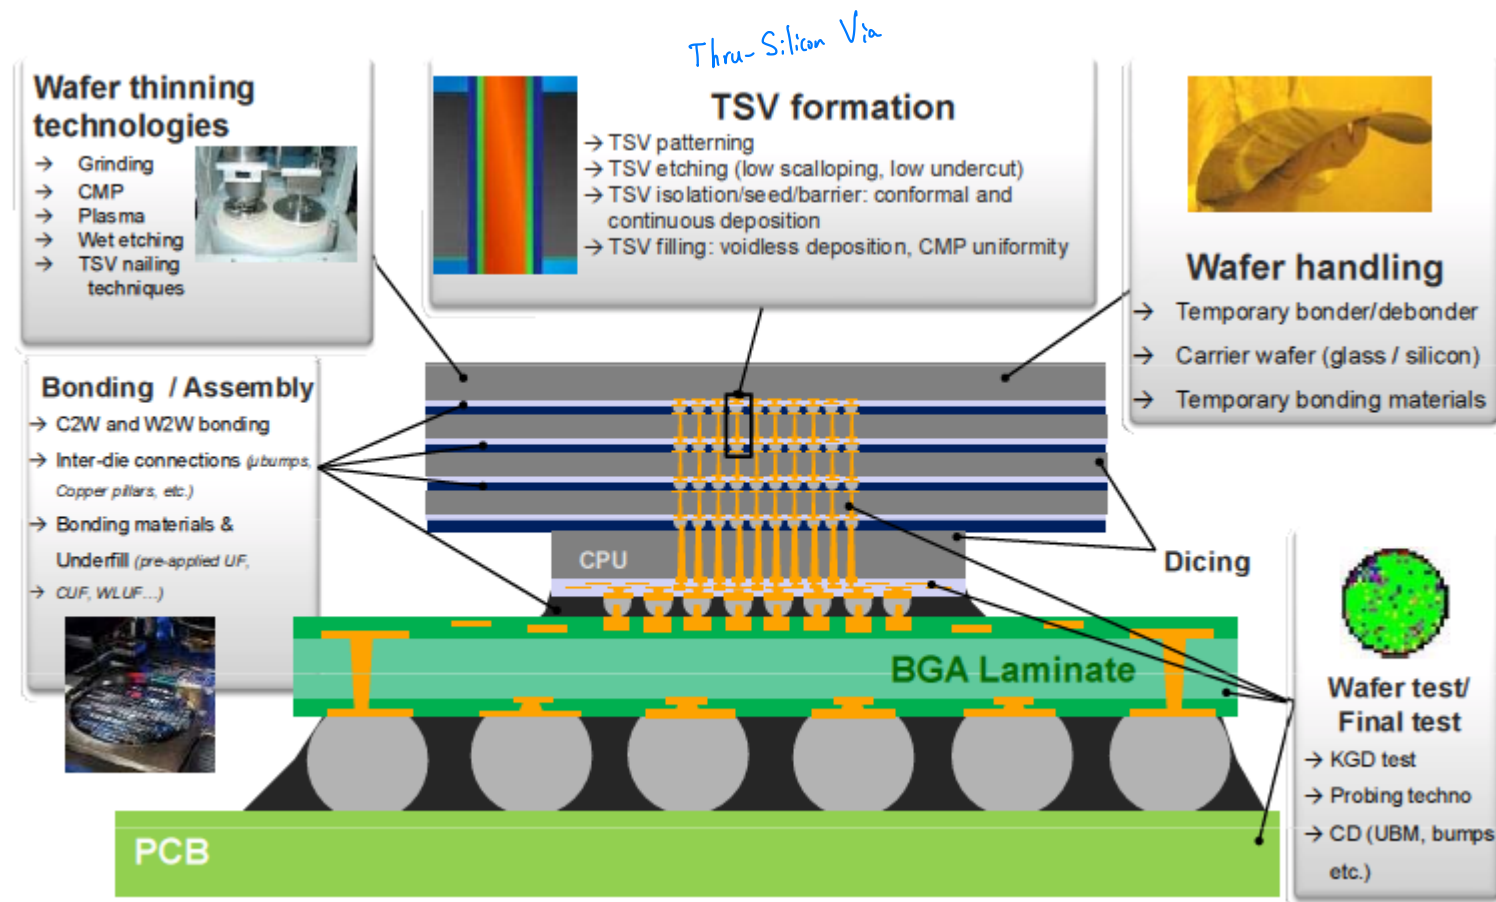 Thru-Silicon Via
Wafer thinning
technologies
→ Grinding
→ CMP
→ Plasma
→ Wet etching
→ TSV nailing
techniques
TSV formation
→ TSV patterning
→ TSV etching (low scalloping, low undercut)
→ TSV isolation/seed/barrier: conformal and
continuous deposition
→ TSV filling: voidless deposition, CMP uniformity
Wafer handling
→ Temporary bonder/debonder
→ Carrier wafer (glass / silicon)
→ Temporary bonding materials
Bonding / Assembly
→ C2W and W2W bonding
→ Inter-die connections (µbumps,
Copper pillars, etc.)
→ Bonding materials &
Underfill (pre-applied UF,
→ CUF, WLUF...)
CPU
Dicing
BGA Laminate
PCB
Wafer test/
Final test
→ KGD test
→ Probing techno
→ CD (UBM, bumps
etc.)